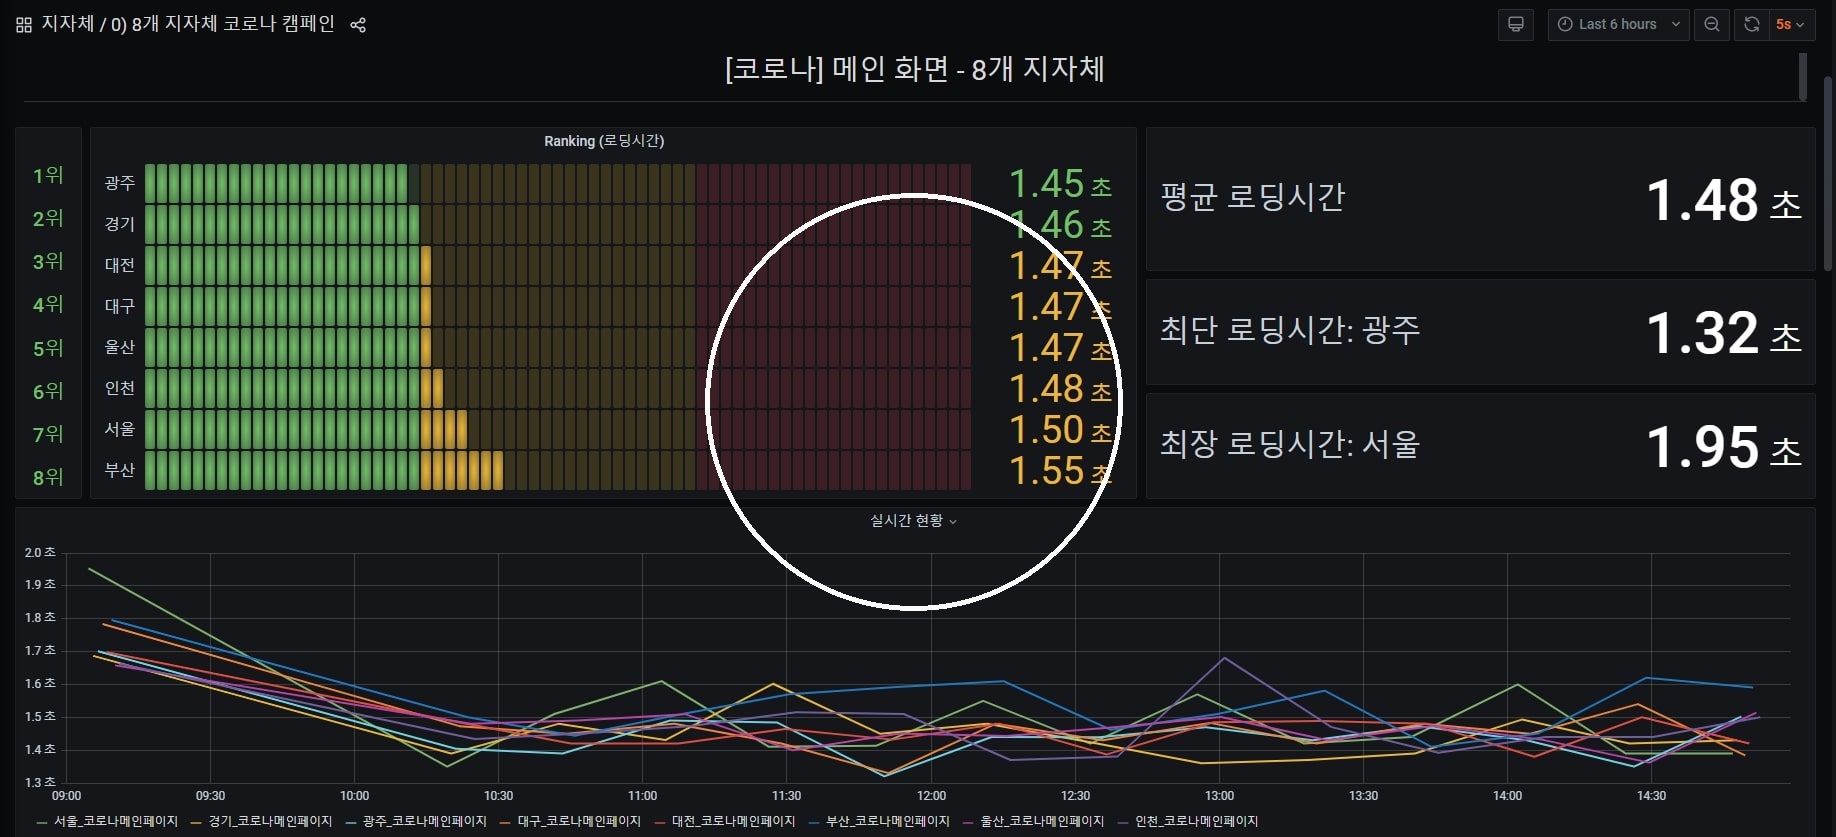 지자체 / 0) 8개 지자체 코로나 캠페인
Last 6 hours
5s
[코로나] 메인 화면 - 8개 지자체
Ranking (로딩시간)
1위 광주 1.45 초
2위 경기 1.46 초
3위 대전 1.47 초
4위 대구 1.47 초
5위 울산 1.47 초
6위 인천 1.48 초
7위 서울 1.50 초
8위 부산 1.55 초
평균 로딩시간 1.48 초
최단 로딩시간: 광주 1.32 초
최장 로딩시간: 서울 1.95 초
실시간 현황
2.0 초
1.9 초
1.8 초
1.7 초
1.6 초
1.5 초
1.4 초
1.3 초
09:00 09:30 10:00 10:30 11:00 11:30 12:00 12:30 13:00 13:30 14:00 14:30
서울_코로나메인페이지 경기_코로나메인페이지 광주_코로나메인페이지 대구_코로나메인페이지 대전_코로나메인페이지 부산_코로나메인페이지 울산_코로나메인페이지 인천_코로나메인페이지